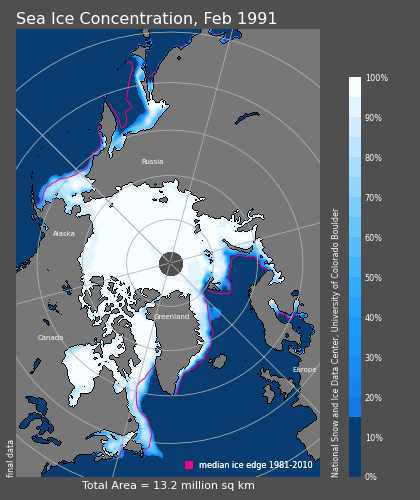 Sea Ice Concentration, Feb 1991
Russia
Alaska
Canada
Greenland
Europe
median ice edge 1981-2010
Total Area = 13.2 million sq km
final data
National Snow and Ice Data Center, University of Colorado Boulder
100%
90%
80%
70%
60%
50%
40%
30%
20%
10%
0%